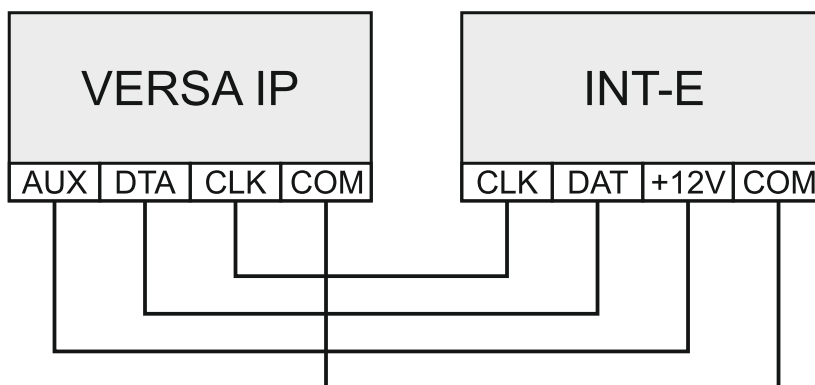 VERSA IP
INT-E
AUX DTA CLK COM
CLK DAT +12V COM